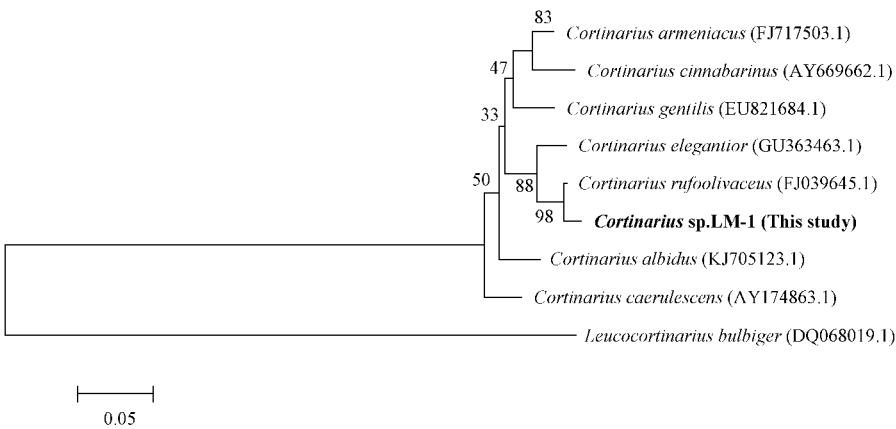 83
Cortinarius armeniacus (FJ717503.1)
47
Cortinarius cinnabarinus (AY669662.1)
Cortinarius gentilis (EU821684.1)
33
Cortinarius elegantior (GU363463.1)
50
88
Cortinarius rufoolivaceus (FJ039645.1)
98
Cortinarius sp.LM-1 (This study)
Cortinarius albidus (KJ705123.1)
Cortinarius caerulescens (AY174863.1)
Leucocortinarius bulbiger (DQ068019.1)
0.05